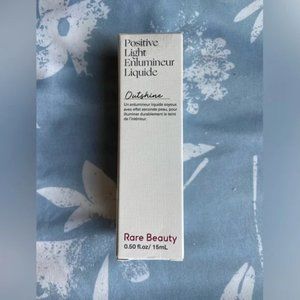 Positive
Light
Enlumineur
Liquide
Outshine
Un enlumineur liquide soyeux
avec effet seconde peau, pour
illuminer durablement le teint
de l'intérieur.
Rare Beauty
0.50 fl.oz/ 15mL